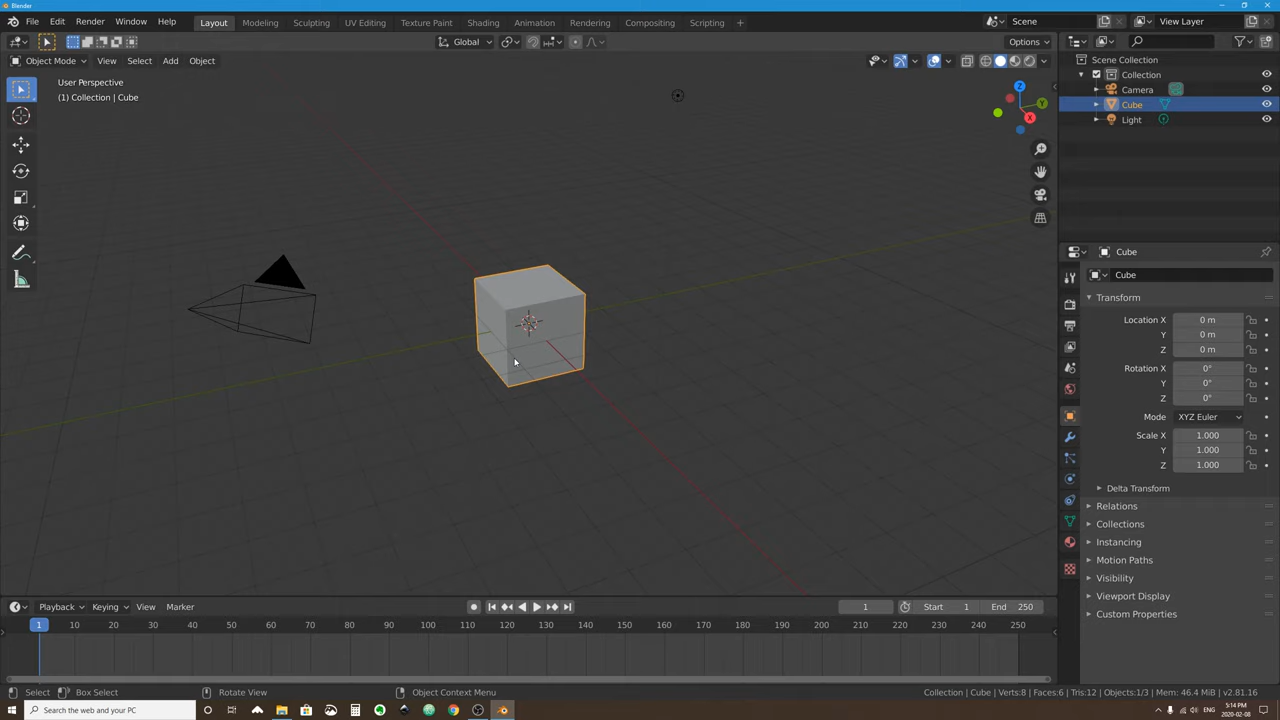 Blender
File Edit Render Window Help Layout Modeling Sculpting UV Editing Texture Paint Shading Animation Rendering Compositing Scripting + Scene View Layer
Global Options
Object Mode View Select Add Object
User Perspective
(1) Collection | Cube
Z
Y
X
Scene Collection
Collection
Camera
Cube
Light
Cube
Cube
Transform
Location X 0 m
Y 0 m
Z 0 m
Rotation X 0°
Y 0°
Z 0°
Mode XYZ Euler
Scale X 1.000
Y 1.000
Z 1.000
Delta Transform
Relations
Collections
Instancing
Motion Paths
Visibility
Viewport Display
Custom Properties
Playback Keying View Marker 1 Start 1 End 250
1 10 20 30 40 50 60 70 80 90 100 110 120 130 140 150 160 170 180 190 200 210 220 230 240 250
Select Box Select Rotate View Object Context Menu Collection | Cube | Verts:8 | Faces:6 | Tris:12 | Objects:1/3 | Mem: 46.4 MiB | v2.81.16
Search the web and your PC ENG 5:14 PM
2020-02-08